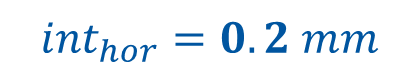 int_hor = 0.2 mm